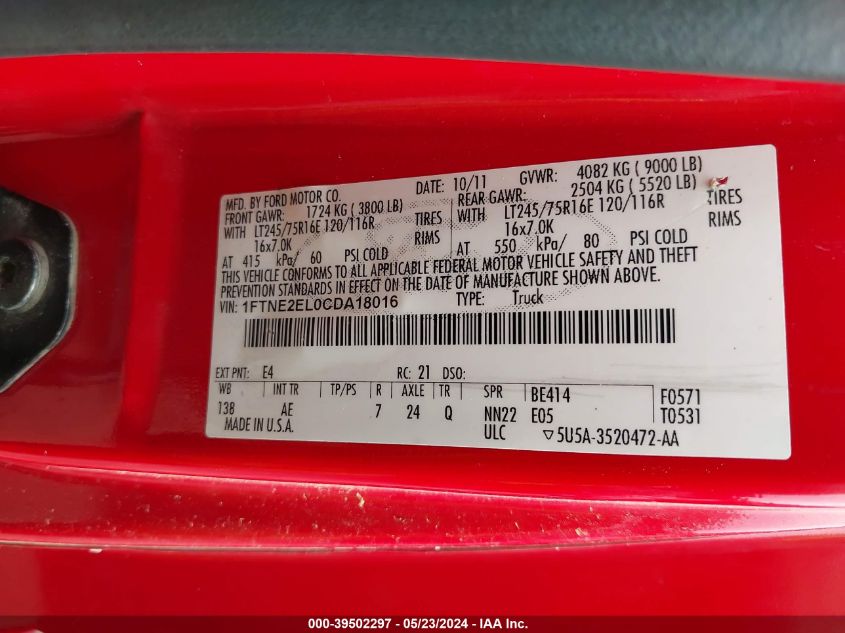 MFD. BY FORD MOTOR CO. DATE: 10/11 GVWR: 4082 KG ( 9000 LB)
FRONT GAWR: 1724 KG ( 3800 LB) REAR GAWR: 2504 KG ( 5520 LB)
WITH LT245/75R16E 120/116R TIRES WITH LT245/75R16E 120/116R TIRES
16x7.0K RIMS 16x7.0K RIMS
AT 415 kPa/ 60 PSI COLD AT 550 kPa/ 80 PSI COLD
THIS VEHICLE CONFORMS TO ALL APPLICABLE FEDERAL MOTOR VEHICLE SAFETY AND THEFT
PREVENTION STANDARDS IN EFFECT ON THE DATE OF MANUFACTURE SHOWN ABOVE.
VIN: 1FTNE2EL0CDA18016 TYPE: Truck
EXT PNT: E4 RC: 21 DSO:
WB INT TR TP/PS R AXLE TR SPR BE414 F0571
138 AE 7 24 Q NN22 E05 T0531
MADE IN U.S.A. ULC ▽5U5A-3520472-AA
000-39502297 - 05/23/2024 - IAA Inc.